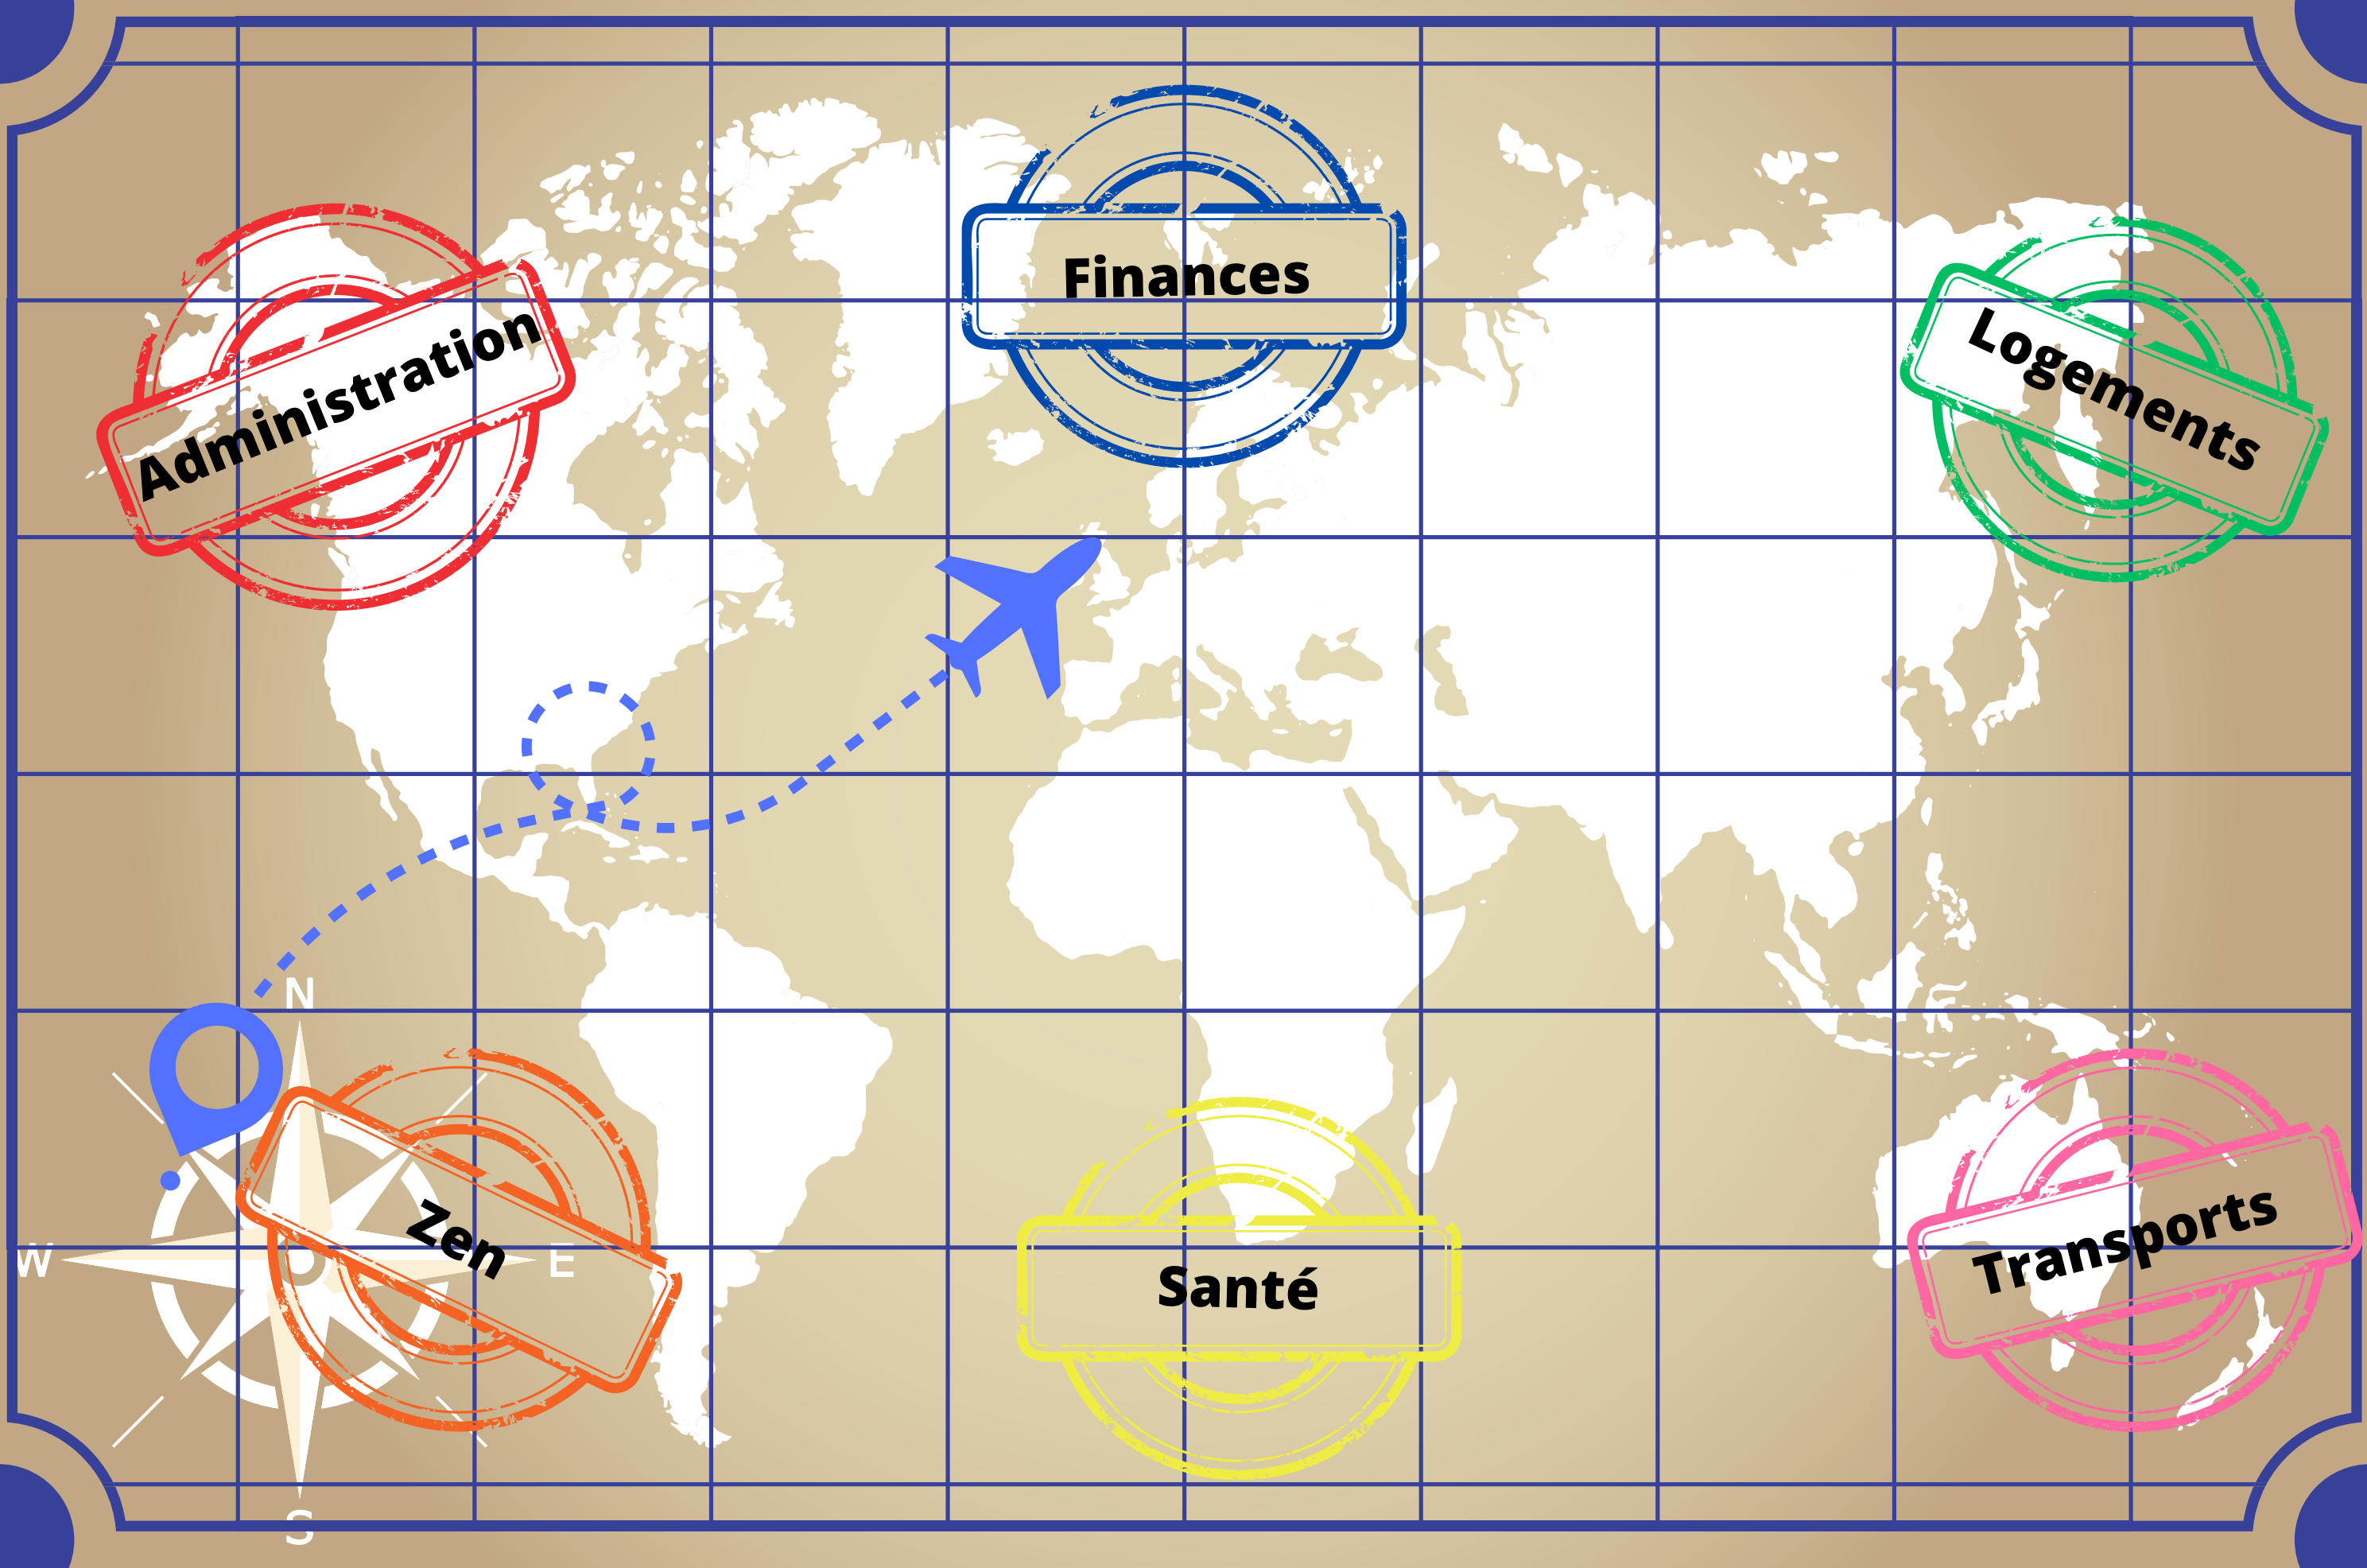 Finances
Administration
Logements
N
W
E
Zen
Santé
Transports
S